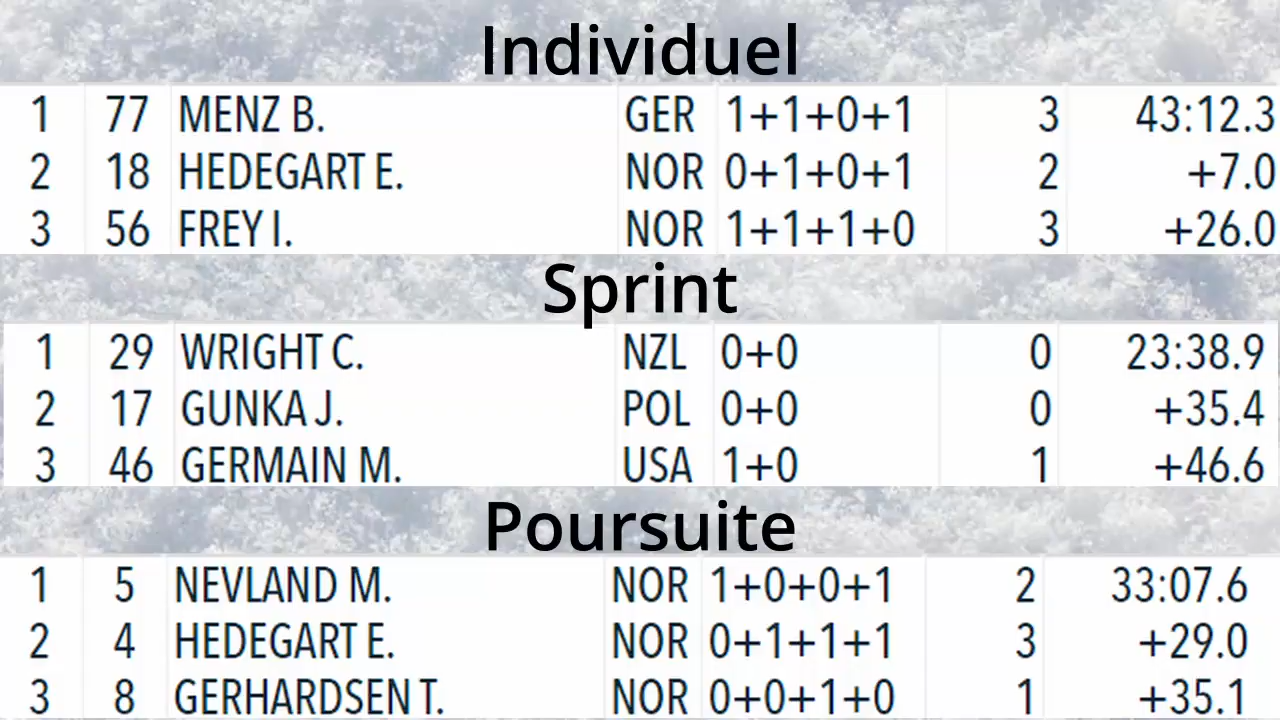 Individuel
1 77 MENZ B. GER 1+1+0+1 3 43:12.3
2 18 HEDEGART E. NOR 0+1+0+1 2 +7.0
3 56 FREY I. NOR 1+1+1+0 3 +26.0
Sprint
1 29 WRIGHT C. NZL 0+0 0 23:38.9
2 17 GUNKA J. POL 0+0 0 +35.4
3 46 GERMAIN M. USA 1+0 1 +46.6
Poursuite
1 5 NEVLAND M. NOR 1+0+0+1 2 33:07.6
2 4 HEDEGART E. NOR 0+1+1+1 3 +29.0
3 8 GERHARDSEN T. NOR 0+0+1+0 1 +35.1